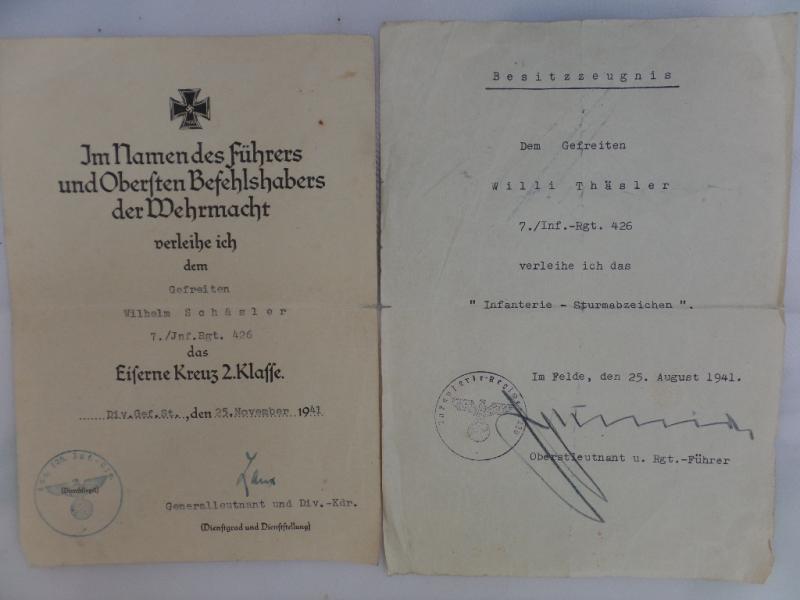 Im Namen des Führers
und Obersten Befehlshabers
der Wehrmacht
verleihe ich
dem
Gefreiten
Wilhelm Schäsler
7./Jnf.Rgt. 426
das
Eiserne Kreuz 2. Klasse.
Div.Gef.St., den 25. November 1941
(Dienstsiegel)
Generalleutnant und Div.-Kdr.
(Dienstgrad und Dienststellung)
Besitzzeugnis
Dem Gefreiten
Willi Thäsler
7./Inf.-Rgt. 426
verleihe ich das
" Infanterie - Sturmabzeichen ".
Im Felde, den 25. August 1941.
Oberstleutnant u. Rgt.-Führer